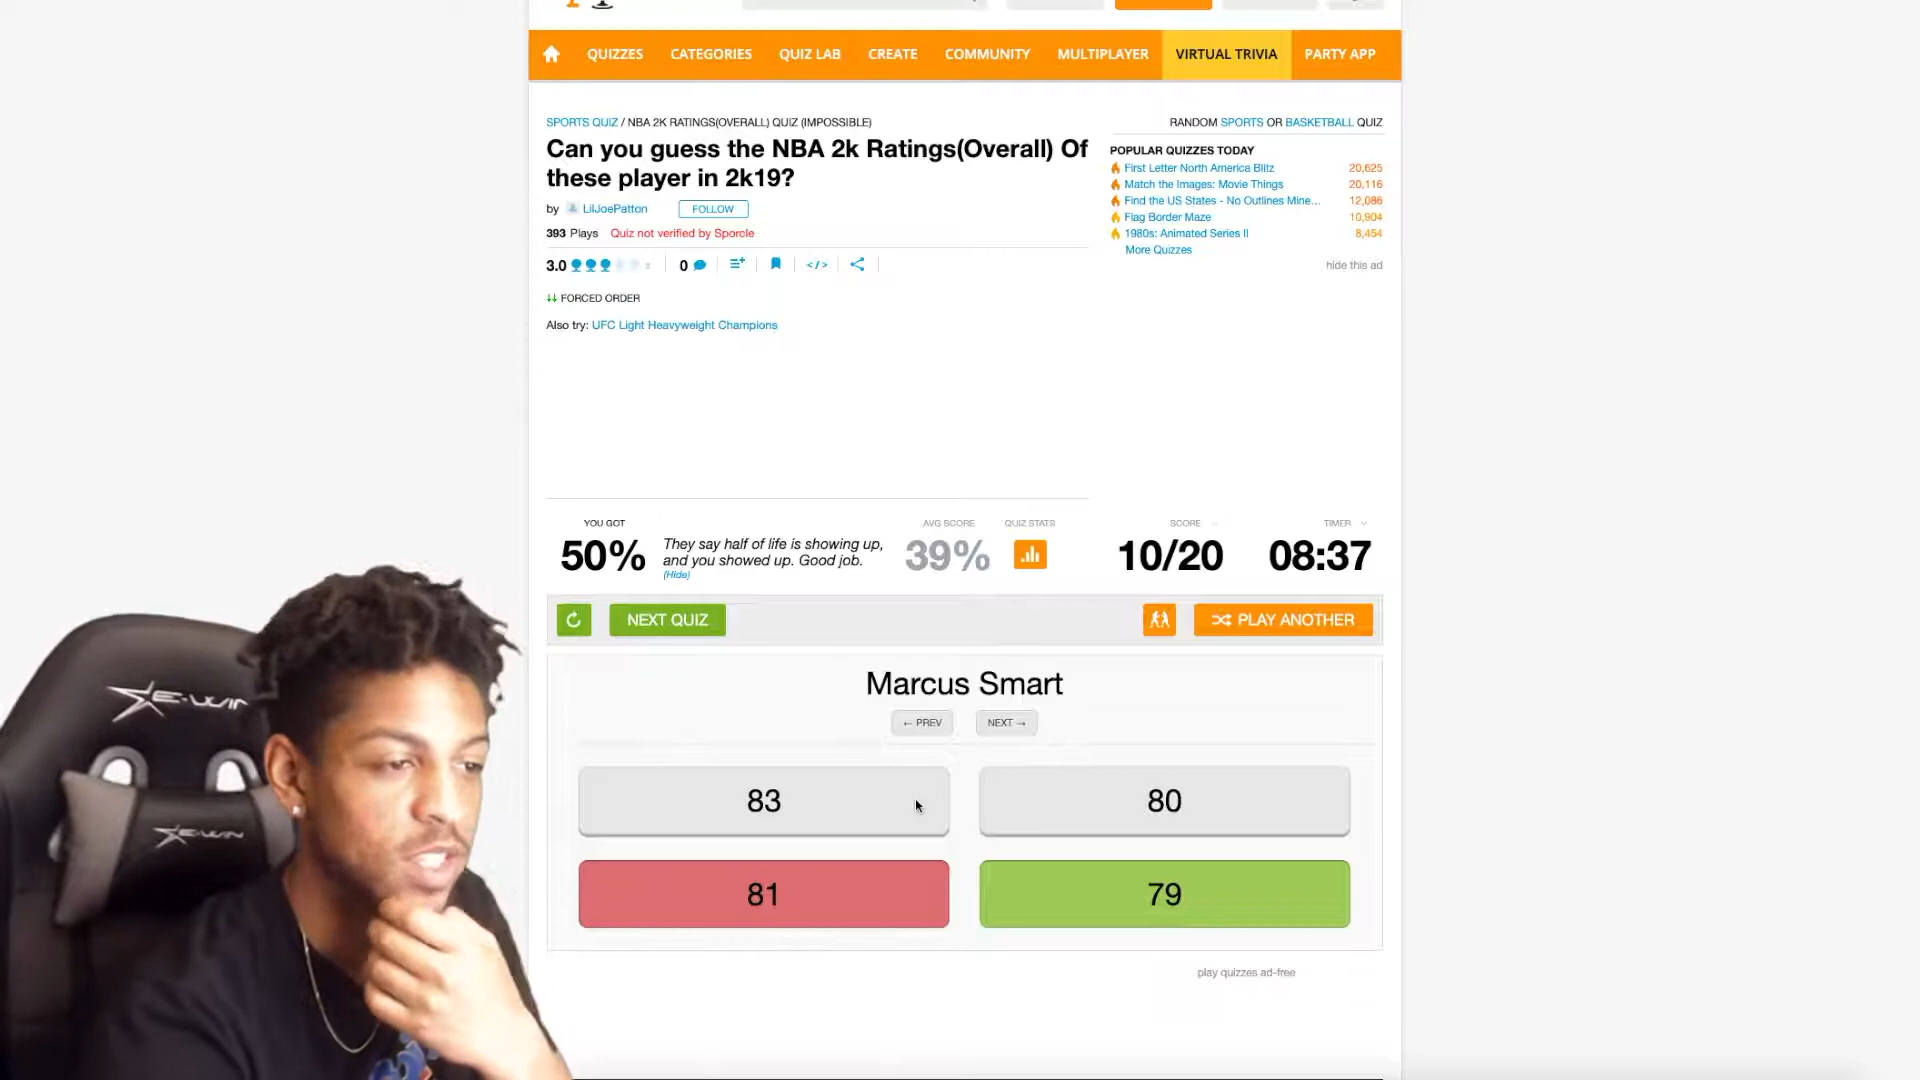 QUIZZES CATEGORIES QUIZ LAB CREATE COMMUNITY MULTIPLAYER VIRTUAL TRIVIA PARTY APP
SPORTS QUIZ / NBA 2K RATINGS(OVERALL) QUIZ (IMPOSSIBLE)
Can you guess the NBA 2k Ratings(Overall) Of
these player in 2k19?
by LilJoePatton FOLLOW
393 Plays Quiz not verified by Sporcle
3.0 0 </>
FORCED ORDER
Also try: UFC Light Heavyweight Champions
RANDOM SPORTS OR BASKETBALL QUIZ
POPULAR QUIZZES TODAY
First Letter North America Blitz 20,625
Match the Images: Movie Things 20,116
Find the US States - No Outlines Mine... 12,086
Flag Border Maze 10,904
1980s: Animated Series II 8,454
More Quizzes
hide this ad
YOU GOT
50%
They say half of life is showing up,
and you showed up. Good job.
(Hide)
AVG SCORE
39%
QUIZ STATS
SCORE
10/20
TIMER
08:37
NEXT QUIZ PLAY ANOTHER
Marcus Smart
← PREV NEXT →
83 80
81 79
play quizzes ad-free
E-WIN
E-WIN